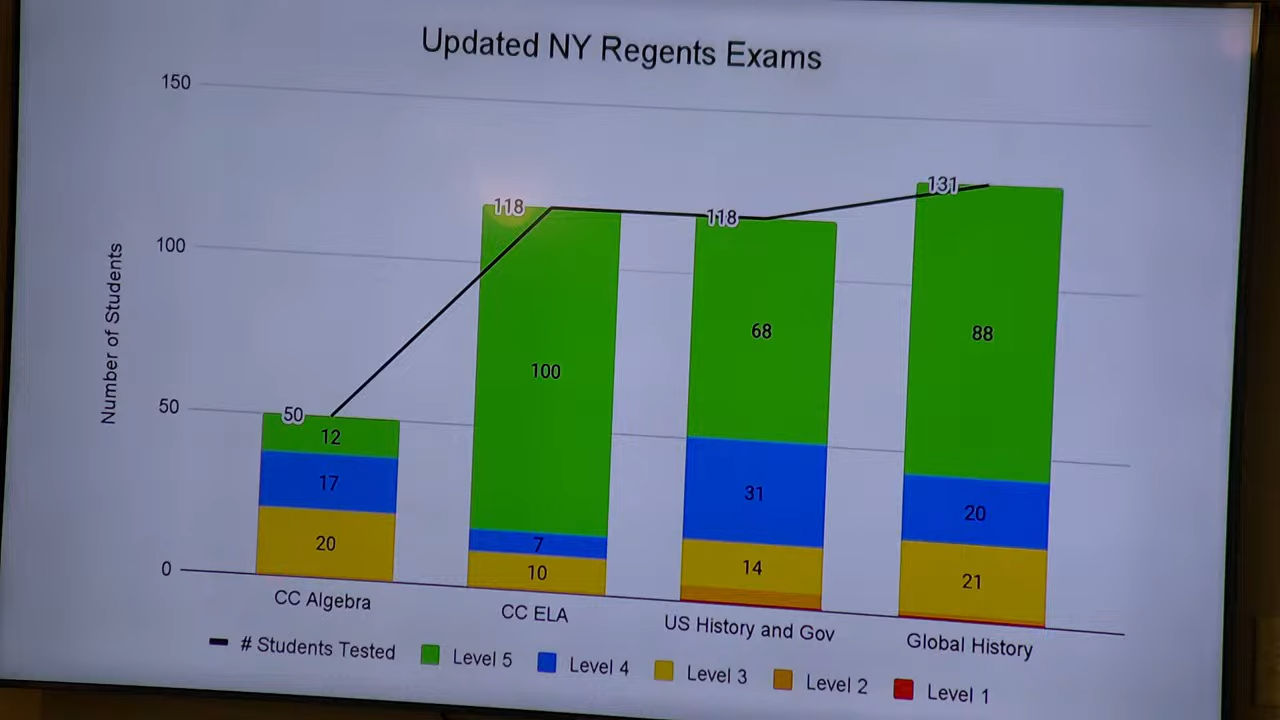 Updated NY Regents Exams
150
100
50
0
Number of Students
50
12
17
20
118
100
7
10
118
68
31
14
131
88
20
21
CC Algebra
CC ELA
US History and Gov
Global History
# Students Tested
Level 5
Level 4
Level 3
Level 2
Level 1